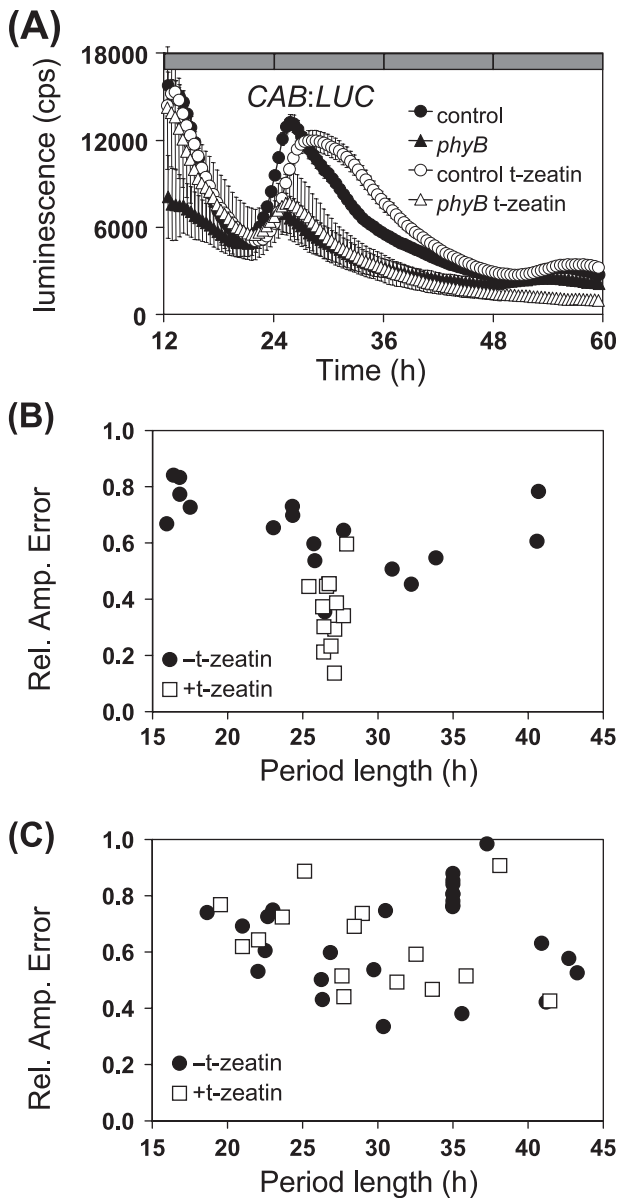 (A)
luminescence (cps)
18000
12000
6000
0
CAB:LUC
control
phyB
control t-zeatin
phyB t-zeatin
12 24 36 48 60
Time (h)
(B)
Rel. Amp. Error
1.0
0.8
0.6
0.4
0.2
0.0
–t-zeatin
+t-zeatin
15 20 25 30 35 40 45
Period length (h)
(C)
Rel. Amp. Error
1.0
0.8
0.6
0.4
0.2
0.0
–t-zeatin
+t-zeatin
15 20 25 30 35 40 45
Period length (h)